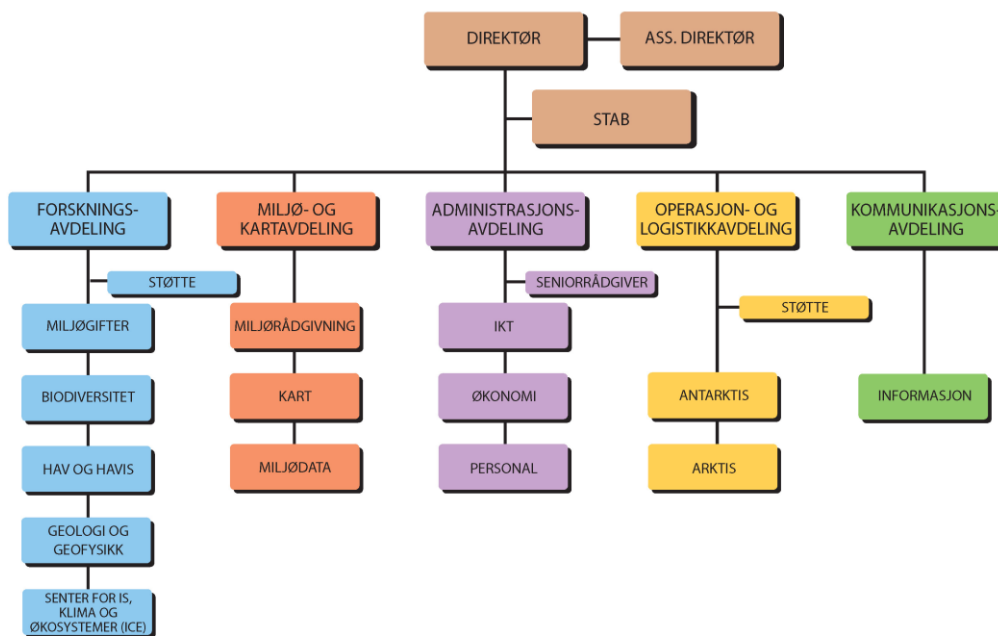 DIREKTØR
ASS. DIREKTØR
STAB
FORSKNINGS-
AVDELING
MILJØ- OG
KARTAVDELING
ADMINISTRASJONS-
AVDELING
OPERASJON- OG
LOGISTIKKAVDELING
KOMMUNIKASJONS-
AVDELING
STØTTE
SENIORRÅDGIVER
STØTTE
MILJØGIFTER
MILJØRÅDGIVNING
IKT
BIODIVERSITET
KART
ØKONOMI
ANTARKTIS
INFORMASJON
HAV OG HAVIS
MILJØDATA
PERSONAL
ARKTIS
GEOLOGI OG
GEOFYSIKK
SENTER FOR IS,
KLIMA OG
ØKOSYSTEMER (ICE)